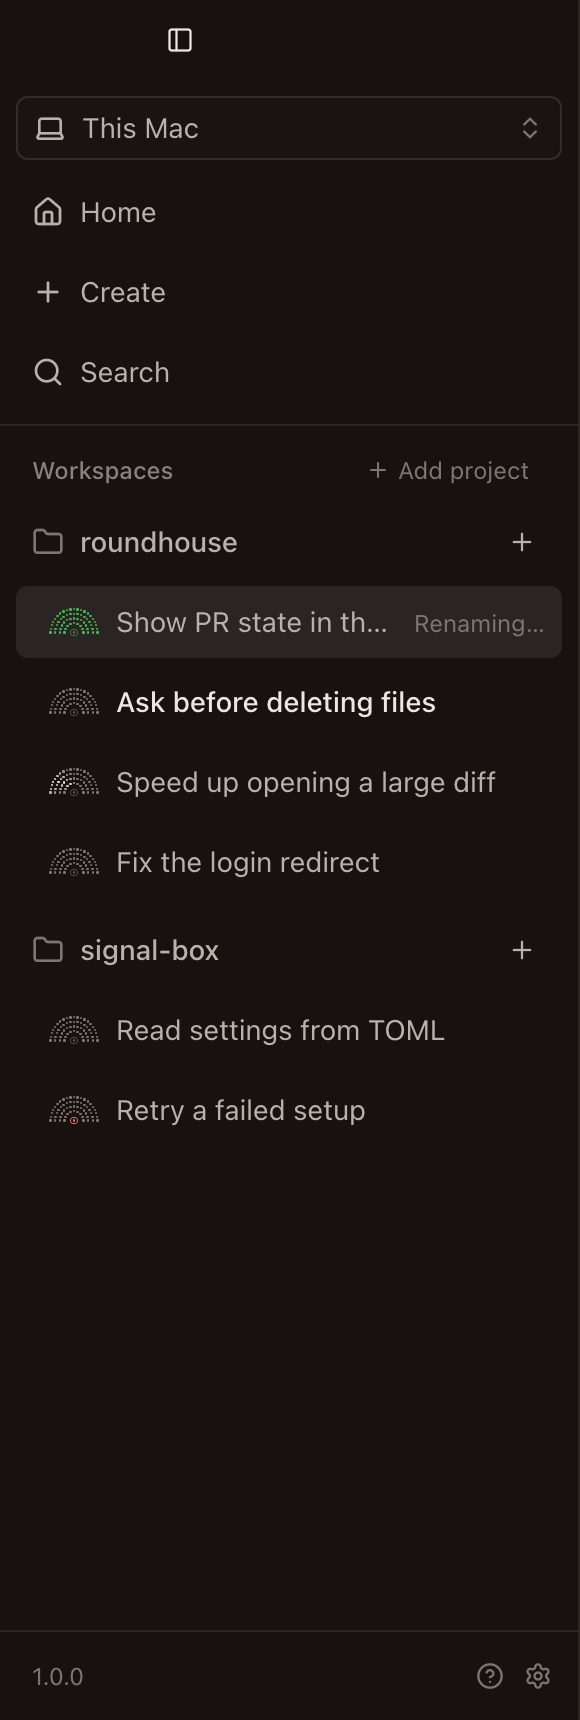 This Mac
Home
Create
Search
Workspaces + Add project
roundhouse
Show PR state in th... Renaming...
Ask before deleting files
Speed up opening a large diff
Fix the login redirect
signal-box
Read settings from TOML
Retry a failed setup
1.0.0